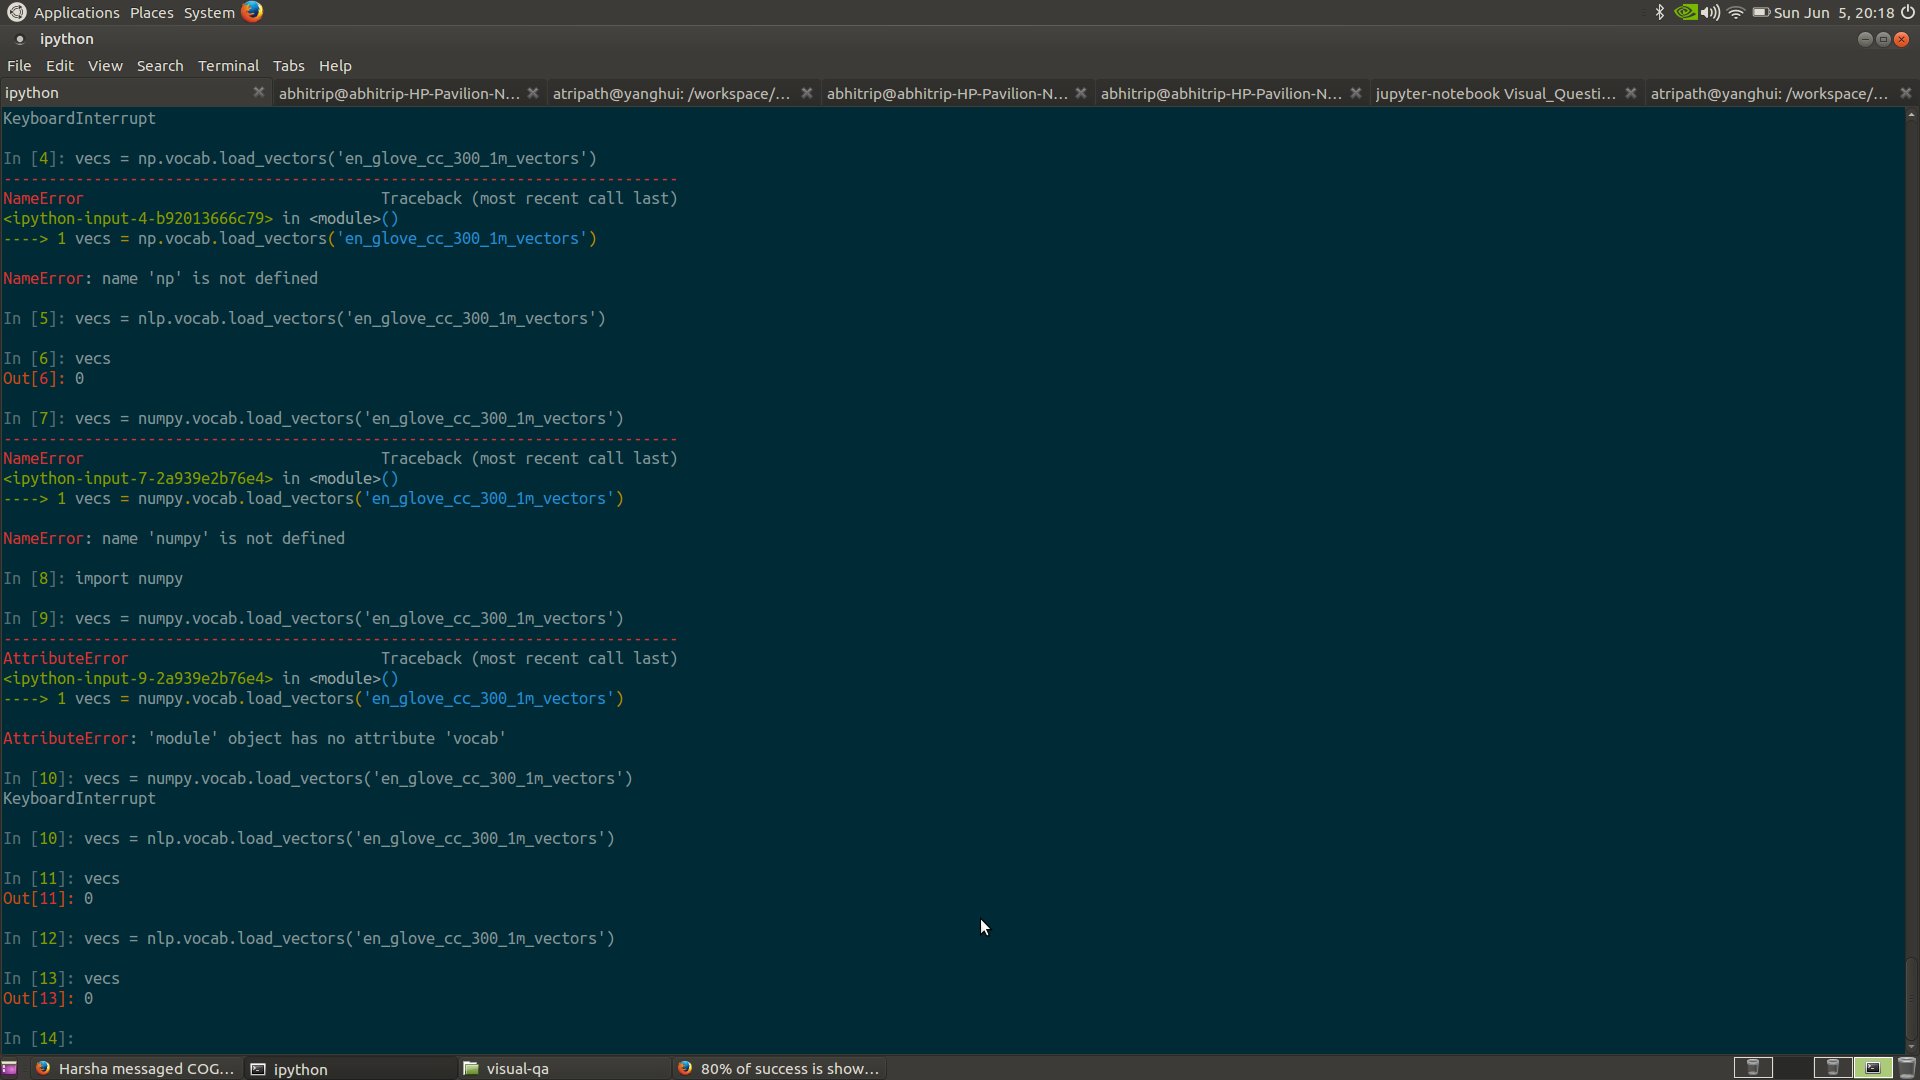 Applications Places System Sun Jun 5, 20:18
ipython
File Edit View Search Terminal Tabs Help
ipython abhitrip@abhitrip-HP-Pavilion-N... atripath@yanghui: /workspace/... abhitrip@abhitrip-HP-Pavilion-N... abhitrip@abhitrip-HP-Pavilion-N... jupyter-notebook Visual_Questi... atripath@yanghui: /workspace/...
KeyboardInterrupt
In [4]: vecs = np.vocab.load_vectors('en_glove_cc_300_1m_vectors')
---------------------------------------------------------------------------
NameError Traceback (most recent call last)
<ipython-input-4-b92013666c79> in <module>()
----> 1 vecs = np.vocab.load_vectors('en_glove_cc_300_1m_vectors')
NameError: name 'np' is not defined
In [5]: vecs = nlp.vocab.load_vectors('en_glove_cc_300_1m_vectors')
In [6]: vecs
Out[6]: 0
In [7]: vecs = numpy.vocab.load_vectors('en_glove_cc_300_1m_vectors')
---------------------------------------------------------------------------
NameError Traceback (most recent call last)
<ipython-input-7-2a939e2b76e4> in <module>()
----> 1 vecs = numpy.vocab.load_vectors('en_glove_cc_300_1m_vectors')
NameError: name 'numpy' is not defined
In [8]: import numpy
In [9]: vecs = numpy.vocab.load_vectors('en_glove_cc_300_1m_vectors')
---------------------------------------------------------------------------
AttributeError Traceback (most recent call last)
<ipython-input-9-2a939e2b76e4> in <module>()
----> 1 vecs = numpy.vocab.load_vectors('en_glove_cc_300_1m_vectors')
AttributeError: 'module' object has no attribute 'vocab'
In [10]: vecs = numpy.vocab.load_vectors('en_glove_cc_300_1m_vectors')
KeyboardInterrupt
In [10]: vecs = nlp.vocab.load_vectors('en_glove_cc_300_1m_vectors')
In [11]: vecs
Out[11]: 0
In [12]: vecs = nlp.vocab.load_vectors('en_glove_cc_300_1m_vectors')
In [13]: vecs
Out[13]: 0
In [14]:
Harsha messaged COG... ipython visual-qa 80% of success is show...